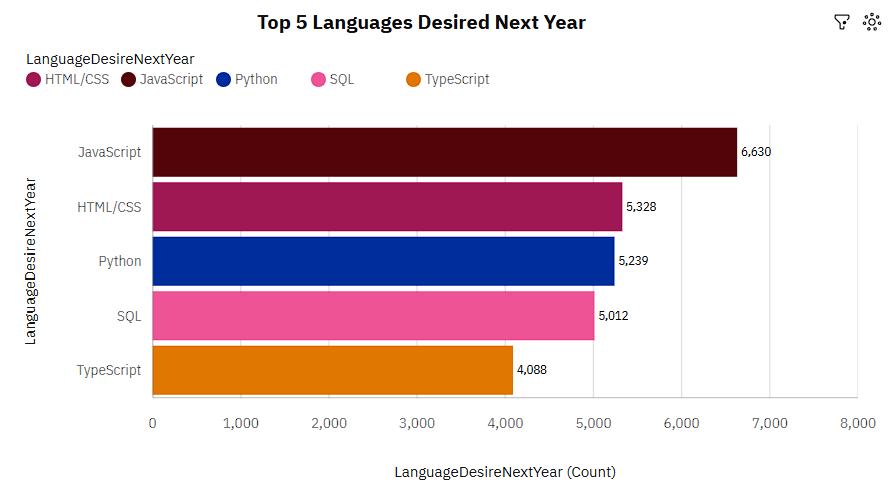 Top 5 Languages Desired Next Year
LanguageDesireNextYear
HTML/CSS JavaScript Python SQL TypeScript
LanguageDesireNextYear
JavaScript 6,630
HTML/CSS 5,328
Python 5,239
SQL 5,012
TypeScript 4,088
0 1,000 2,000 3,000 4,000 5,000 6,000 7,000 8,000
LanguageDesireNextYear (Count)